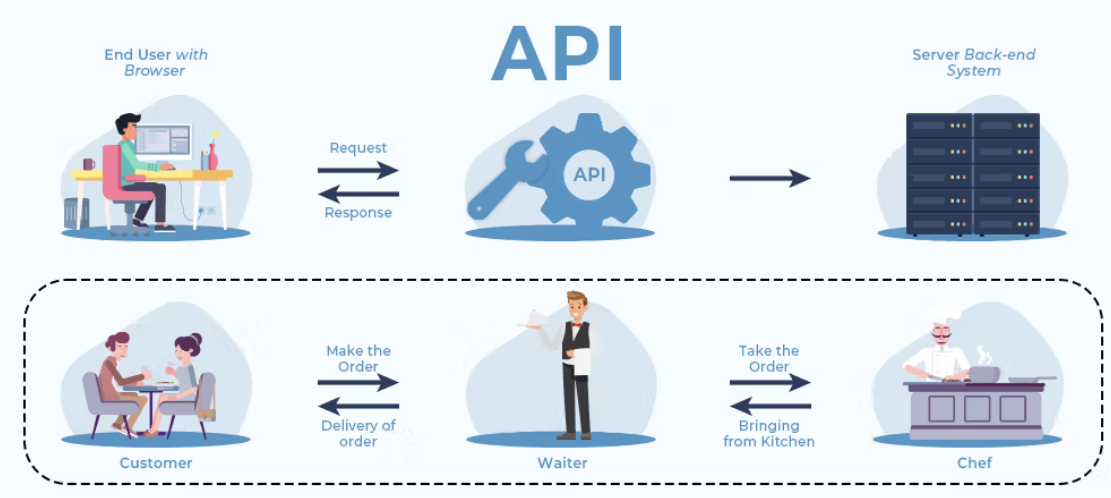 API
End User with
Browser
Server Back-end
System
Request
API
Response
Make the
Order
Take the
Order
Delivery of
order
Bringing
from Kitchen
Customer
Waiter
Chef